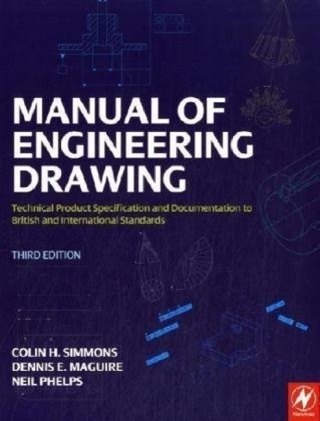 MANUAL OF
ENGINEERING
DRAWING
Technical Product Specification and Documentation to
British and International Standards
THIRD EDITION
COLIN H. SIMMONS
DENNIS E. MAGUIRE
NEIL PHELPS
Newnes